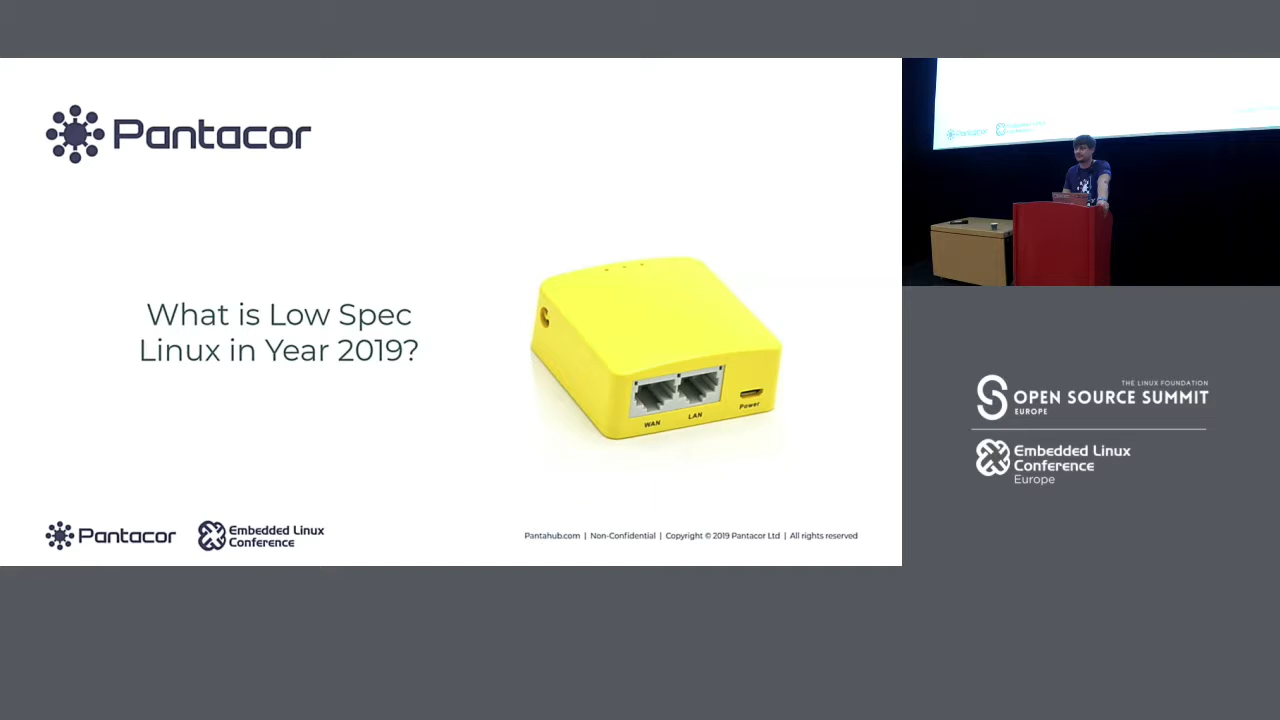 Pantacor
What is Low Spec
Linux in Year 2019?
WAN
LAN
Power
Pantacor
Embedded Linux
Conference
Pantahub.com | Non-Confidential | Copyright © 2019 Pantacor Ltd | All rights reserved
THE LINUX FOUNDATION
OPEN SOURCE SUMMIT
EUROPE
Embedded Linux
Conference
Europe